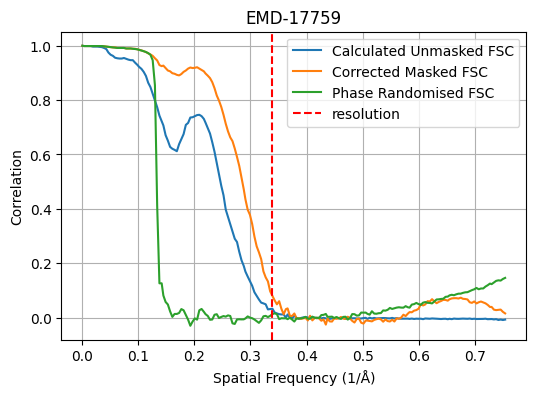 EMD-17759
Calculated Unmasked FSC
Corrected Masked FSC
Phase Randomised FSC
resolution
Correlation
1.0
0.8
0.6
0.4
0.2
0.0
0.0 0.1 0.2 0.3 0.4 0.5 0.6 0.7
Spatial Frequency (1/Å)